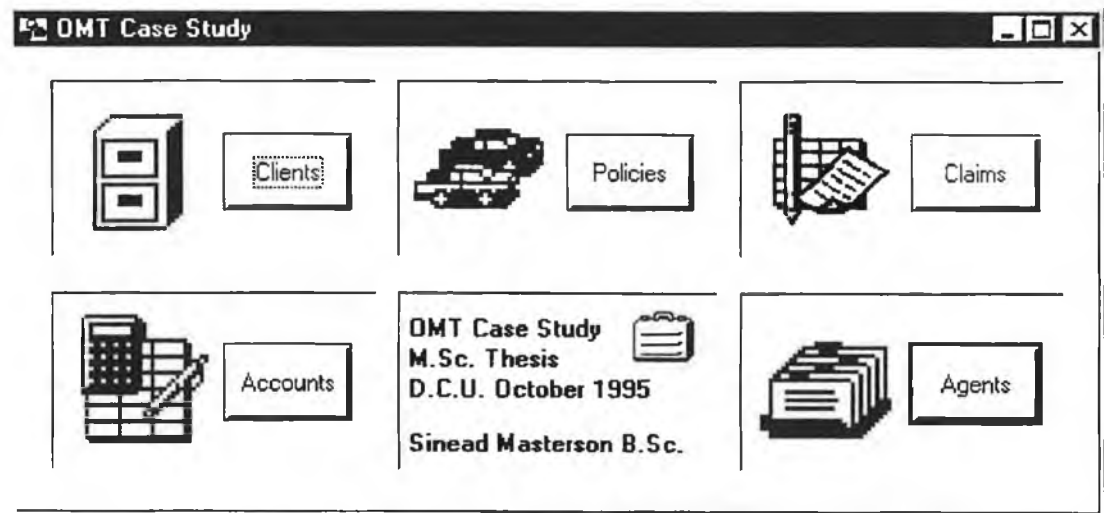 OMT Case Study
Clients
Policies
Claims
Accounts
OMT Case Study
M.Sc. Thesis
D.C.U. October 1995
Sinead Masterson B.Sc.
Agents